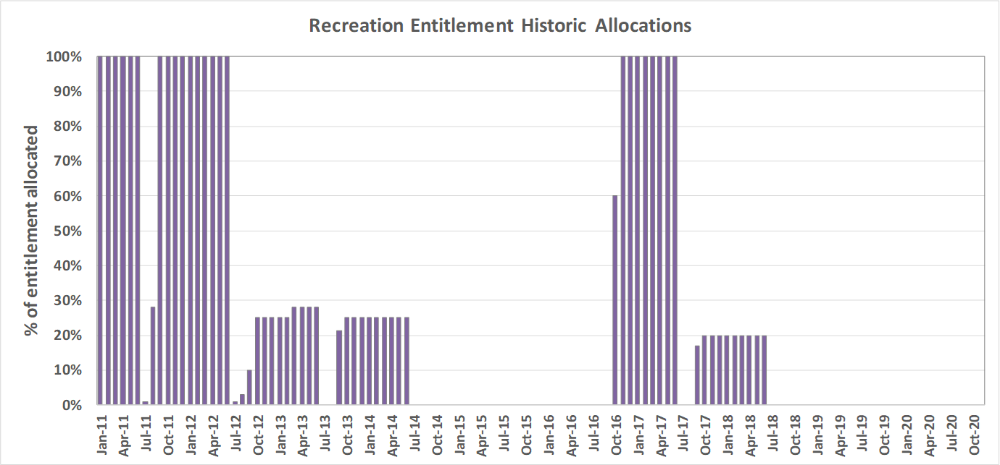 Recreation Entitlement Historic Allocations
% of entitlement allocated
100%
90%
80%
70%
60%
50%
40%
30%
20%
10%
0%
Jan-11
Apr-11
Jul-11
Oct-11
Jan-12
Apr-12
Jul-12
Oct-12
Jan-13
Apr-13
Jul-13
Oct-13
Jan-14
Apr-14
Jul-14
Oct-14
Jan-15
Apr-15
Jul-15
Oct-15
Jan-16
Apr-16
Jul-16
Oct-16
Jan-17
Apr-17
Jul-17
Oct-17
Jan-18
Apr-18
Jul-18
Oct-18
Jan-19
Apr-19
Jul-19
Oct-19
Jan-20
Apr-20
Jul-20
Oct-20